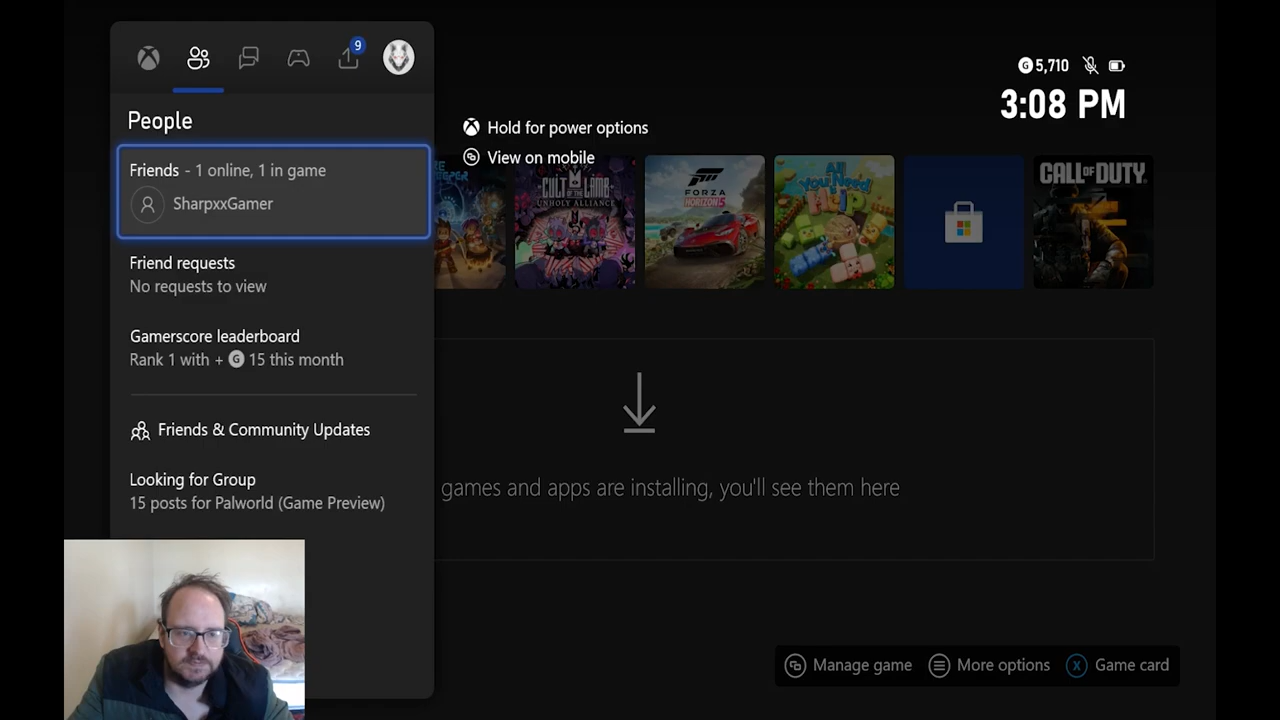 9
G 5,710
3:08 PM
People
Hold for power options
View on mobile
Friends - 1 online, 1 in game
SharpxxGamer
CULT OF THE LAMB
UNHOLY ALLIANCE
FORZA
HORIZON 5
All You Need is Help
CALL OF DUTY
Friend requests
No requests to view
Gamerscore leaderboard
Rank 1 with + G 15 this month
Friends & Community Updates
Looking for Group
15 posts for Palworld (Game Preview)
games and apps are installing, you'll see them here
Manage game
More options
X Game card